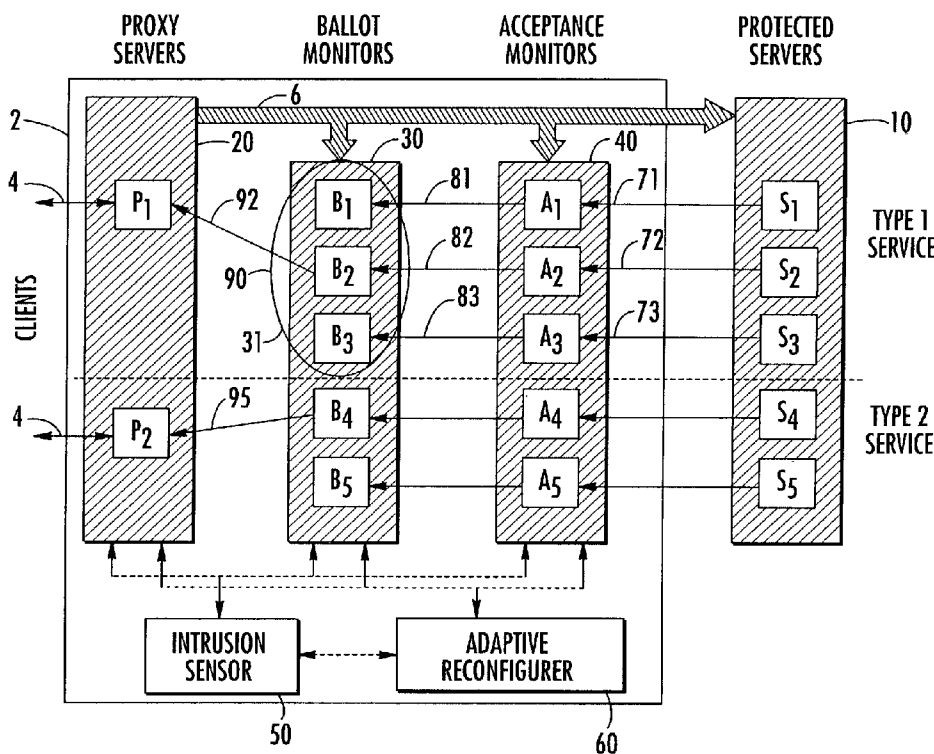 PROXY
SERVERS
BALLOT
MONITORS
ACCEPTANCE
MONITORS
PROTECTED
SERVERS
2
6
20
30
40
10
4
P1
92
B1
81
A1
71
S1
TYPE 1
SERVICE
90
B2
82
A2
72
S2
CLIENTS
31
B3
83
A3
73
S3
4
P2
95
B4
A4
S4
TYPE 2
SERVICE
B5
A5
S5
INTRUSION
SENSOR
ADAPTIVE
RECONFIGURER
50
60